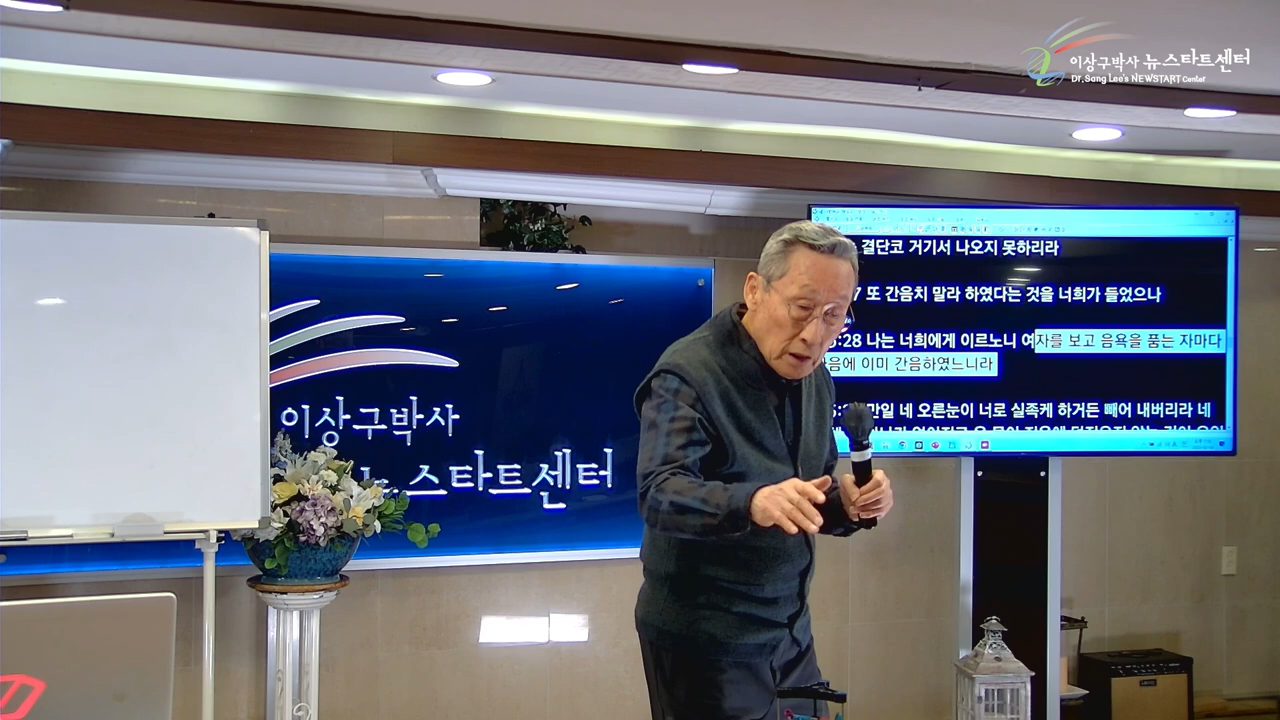 이상구박사 뉴스타트센터
Dr. Sang Lee's NEWSTART Center
결단코 거기서 나오지 못하리라
7 또 간음치 말라 하였다는 것을 너희가 들었으나
:28 나는 너희에게 이르노니 여자를 보고 음욕을 품는 자마다
음에 이미 간음하였느니라
만일 네 오른눈이 너로 실족케 하거든 빼어 내버리라 네
이상구박사
뉴스타트센터